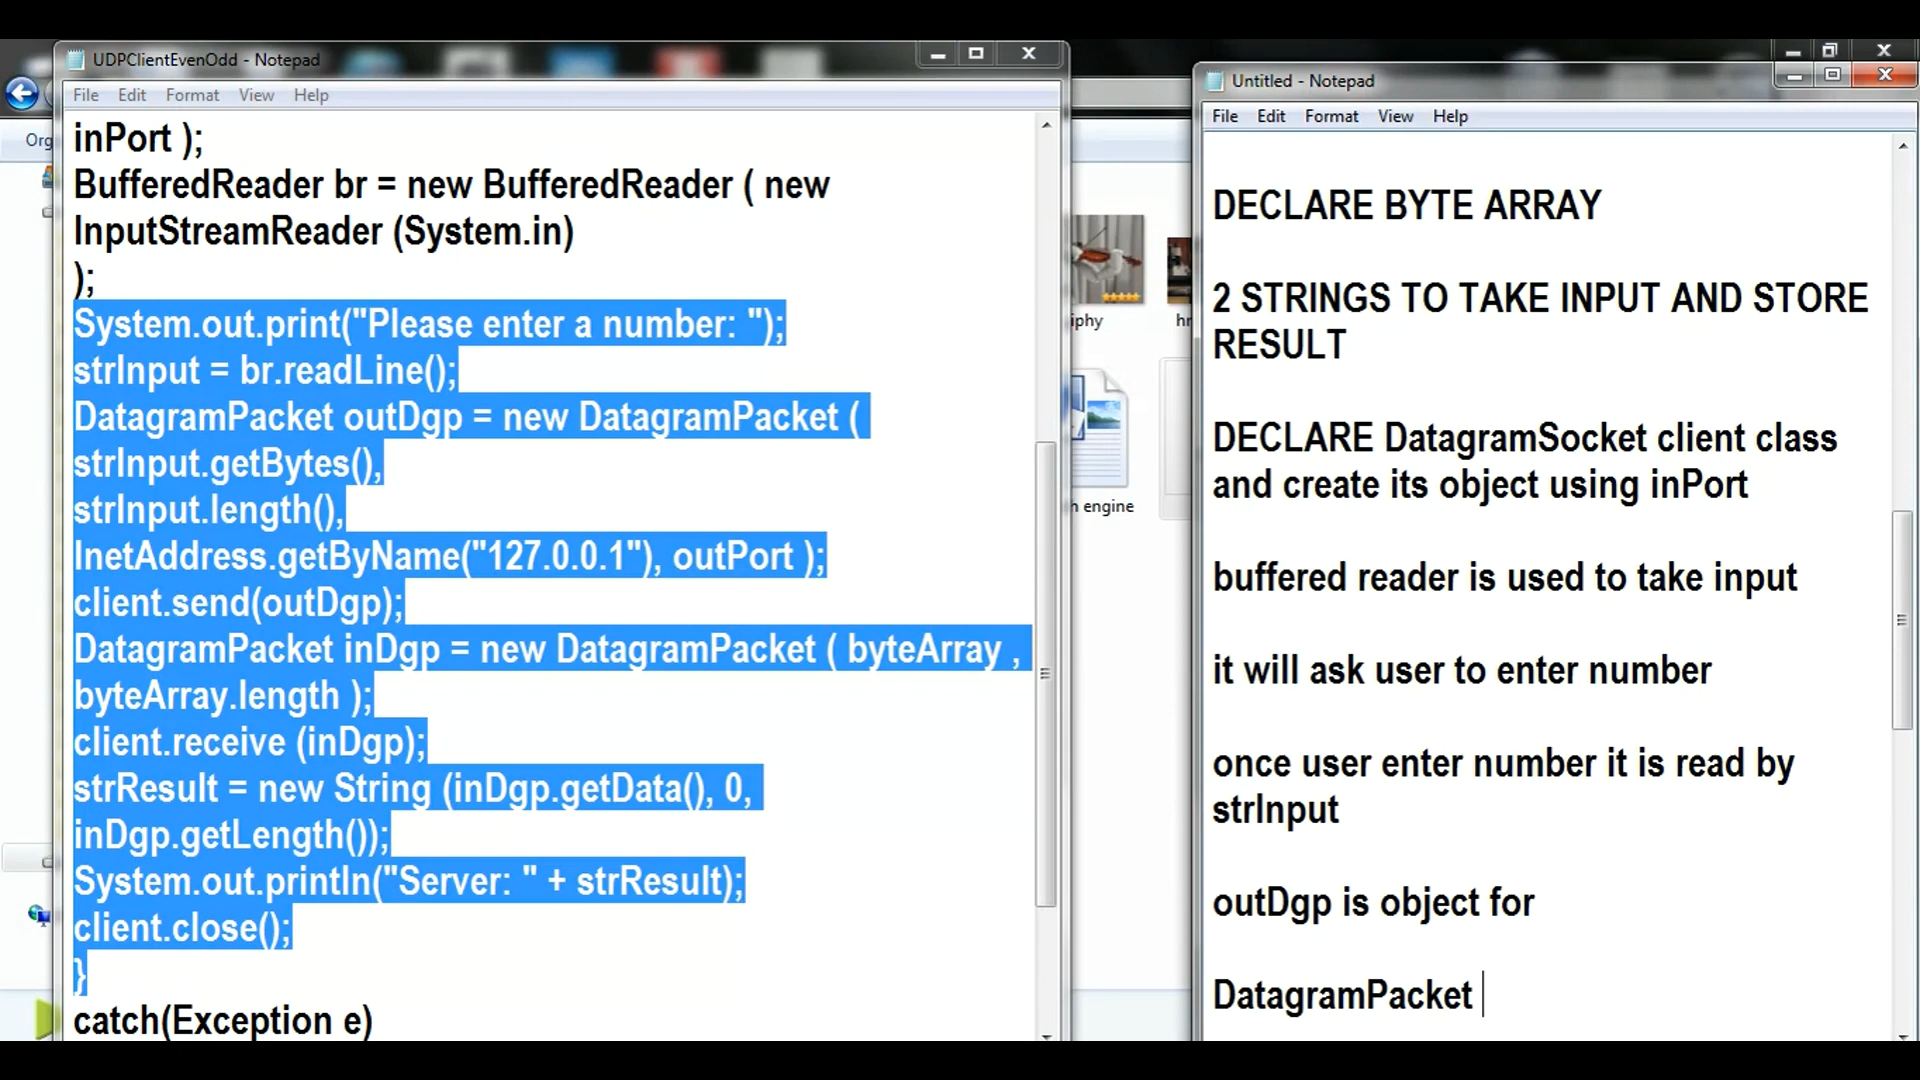 UDPClientEvenOdd - Notepad
File Edit Format View Help
inPort );
BufferedReader br = new BufferedReader ( new
InputStreamReader (System.in)
);
System.out.print("Please enter a number: ");
strInput = br.readLine();
DatagramPacket outDgp = new DatagramPacket (
strInput.getBytes(),
strInput.length(),
InetAddress.getByName("127.0.0.1"), outPort );
client.send(outDgp);
DatagramPacket inDgp = new DatagramPacket ( byteArray ,
byteArray.length );
client.receive (inDgp);
strResult = new String (inDgp.getData(), 0,
inDgp.getLength());
System.out.println("Server: " + strResult);
client.close();
}
catch(Exception e)
Org
iphy
hr
n engine
Untitled - Notepad
File Edit Format View Help
DECLARE BYTE ARRAY
2 STRINGS TO TAKE INPUT AND STORE
RESULT
DECLARE DatagramSocket client class
and create its object using inPort
buffered reader is used to take input
it will ask user to enter number
once user enter number it is read by
strInput
outDgp is object for
DatagramPacket